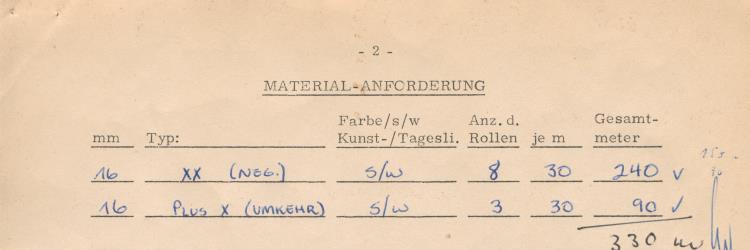 - 2 -
MATERIAL-ANFORDERUNG
Farbe/s/w Anz. d. Gesamt-
mm Typ: Kunst-/Tagesli. Rollen je m meter
16 XX (NEG.) S/W 8 30 240 ✓
16 PLUS X (UMKEHR) S/W 3 30 90 ✓
330